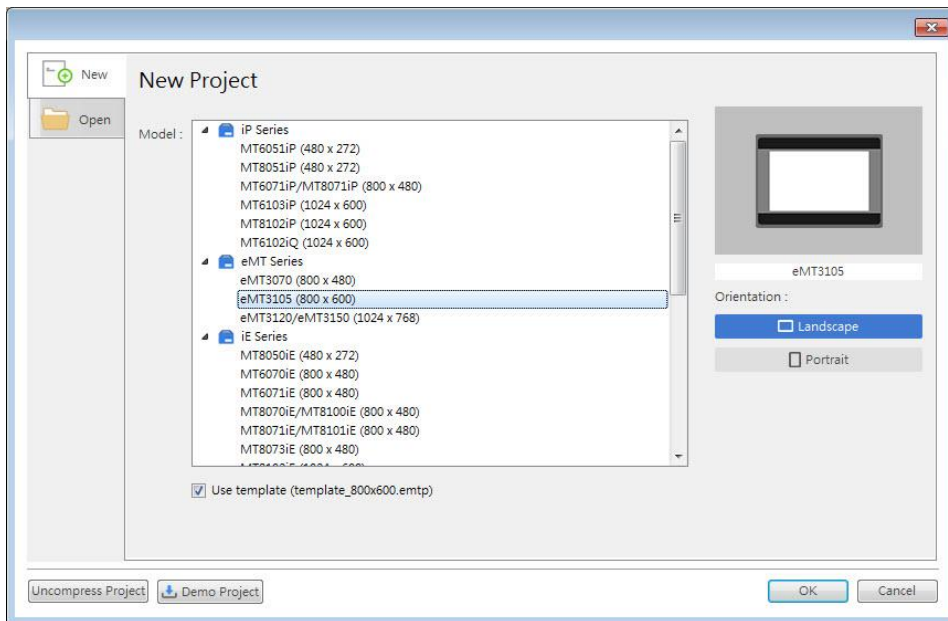 New
Open
New Project
Model :
iP Series
MT6051iP (480 x 272)
MT8051iP (480 x 272)
MT6071iP/MT8071iP (800 x 480)
MT6103iP (1024 x 600)
MT8102iP (1024 x 600)
MT6102iQ (1024 x 600)
eMT Series
eMT3070 (800 x 480)
eMT3105 (800 x 600)
eMT3120/eMT3150 (1024 x 768)
iE Series
MT8050iE (480 x 272)
MT6070iE (800 x 480)
MT6071iE (800 x 480)
MT8070iE/MT8100iE (800 x 480)
MT8071iE/MT8101iE (800 x 480)
MT8073iE (800 x 480)
Use template (template_800x600.emtp)
eMT3105
Orientation :
Landscape
Portrait
Uncompress Project
Demo Project
OK
Cancel